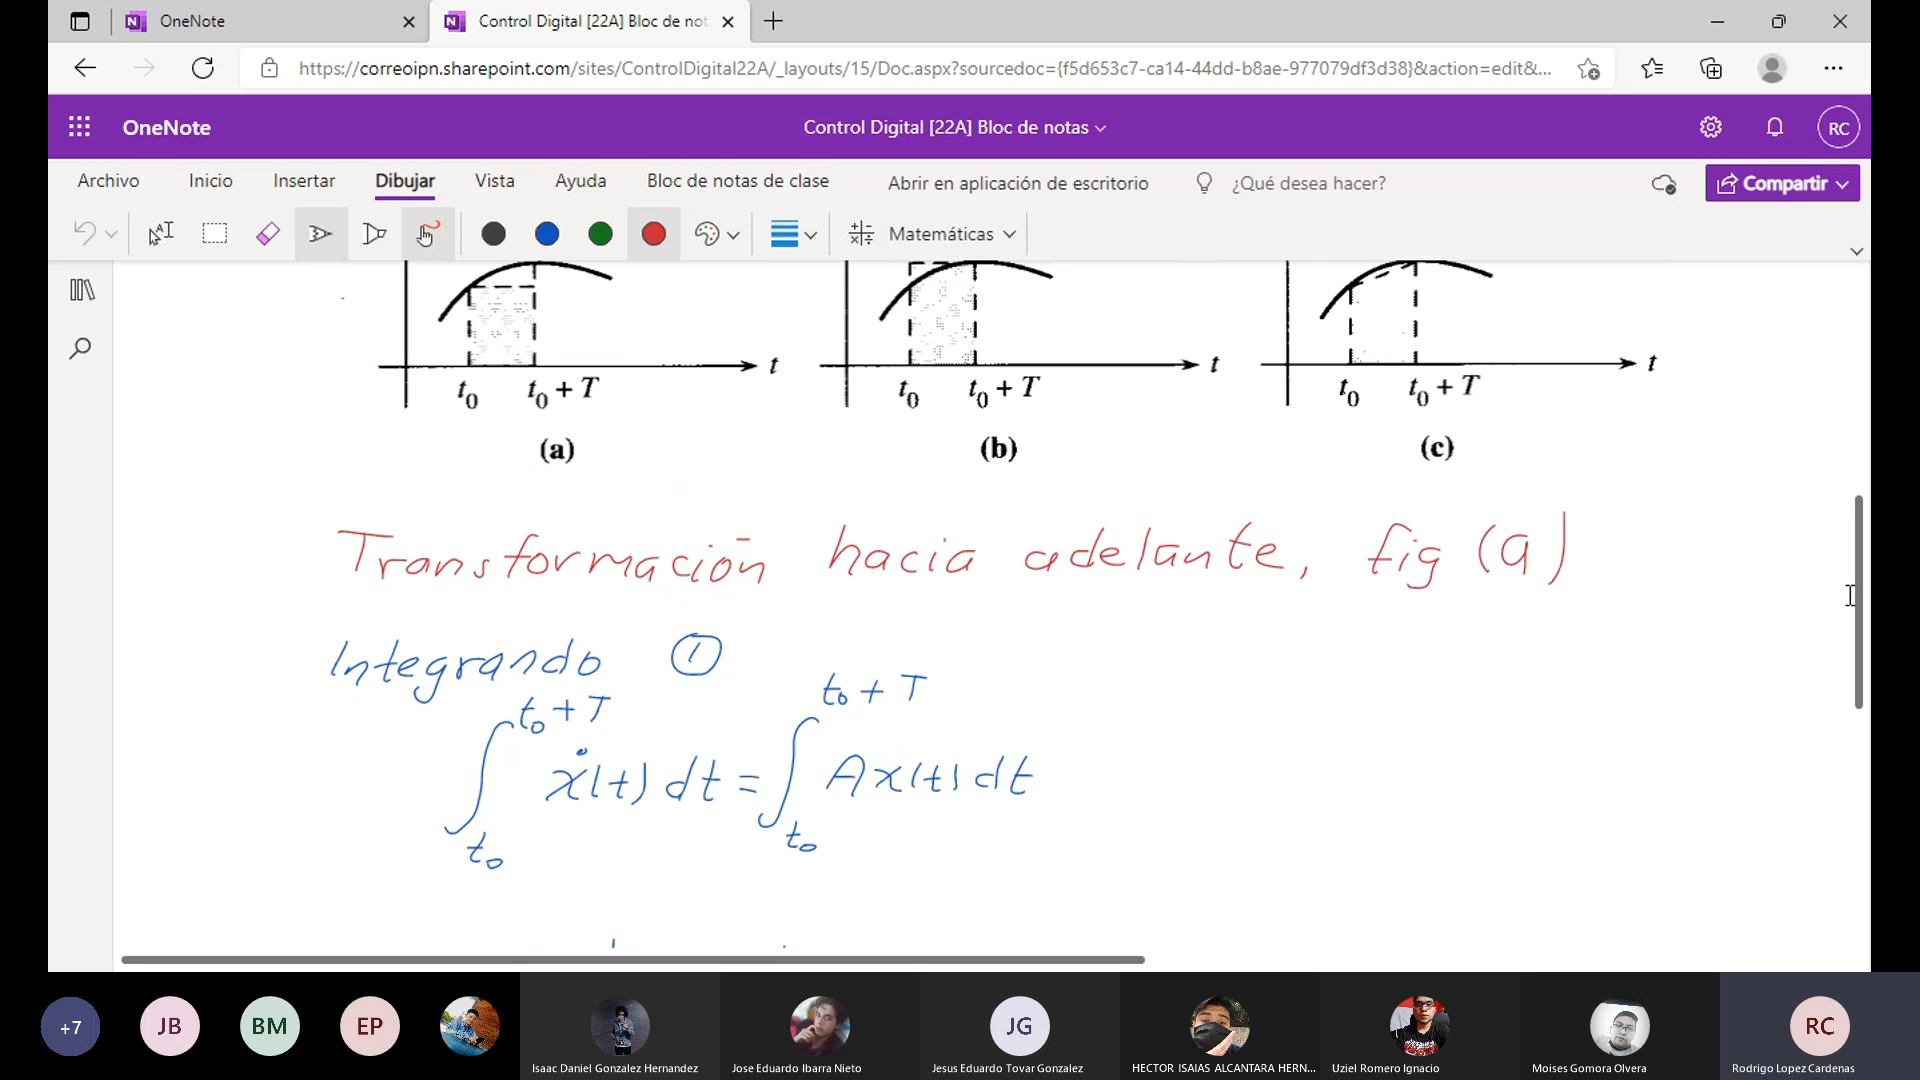 OneNote
Control Digital [22A] Bloc de not
https://correoipn.sharepoint.com/sites/ControlDigital22A/_layouts/15/Doc.aspx?sourcedoc={f5d653c7-ca14-44dd-b8ae-977079df3d38}&action=edit&...
OneNote
Control Digital [22A] Bloc de notas
RC
Archivo Inicio Insertar Dibujar Vista Ayuda Bloc de notas de clase Abrir en aplicación de escritorio ¿Qué desea hacer? Compartir
Matemáticas
t t t
t₀ t₀ + T t₀ t₀ + T t₀ t₀ + T
(a) (b) (c)
Transformación hacia adelante, fig (a)
Integrando ①
∫_{t₀}^{t₀+T} ẋ(t) dt = ∫_{t₀}^{t₀+T} A x(t) dt
+7 JB BM EP JG RC
Isaac Daniel Gonzalez Hernandez Jose Eduardo Ibarra Nieto Jesus Eduardo Tovar Gonzalez HECTOR ISAIAS ALCANTARA HERN... Uziel Romero Ignacio Moises Gomora Olvera Rodrigo Lopez Cardenas